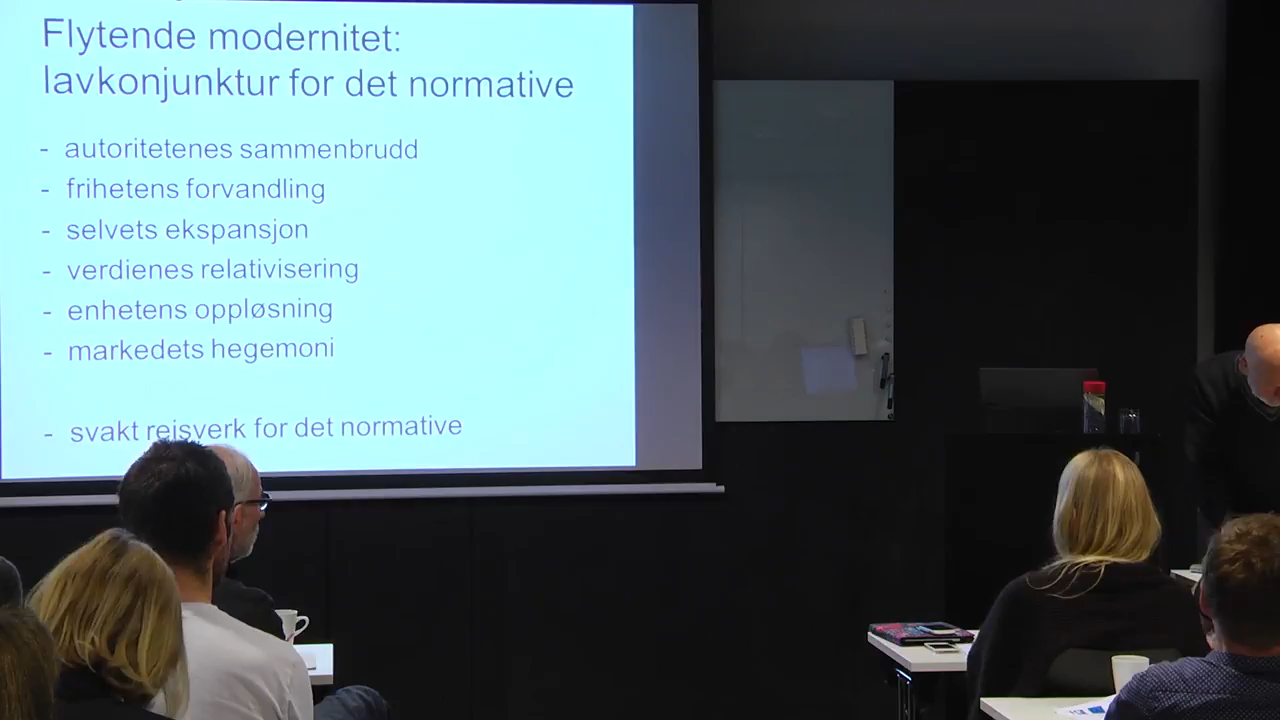 Flytende modernitet:
lavkonjunktur for det normative
- autoritetenes sammenbrudd
- frihetens forvandling
- selvets ekspansjon
- verdienes relativisering
- enhetens oppløsning
- markedets hegemoni
- svakt reisverk for det normative